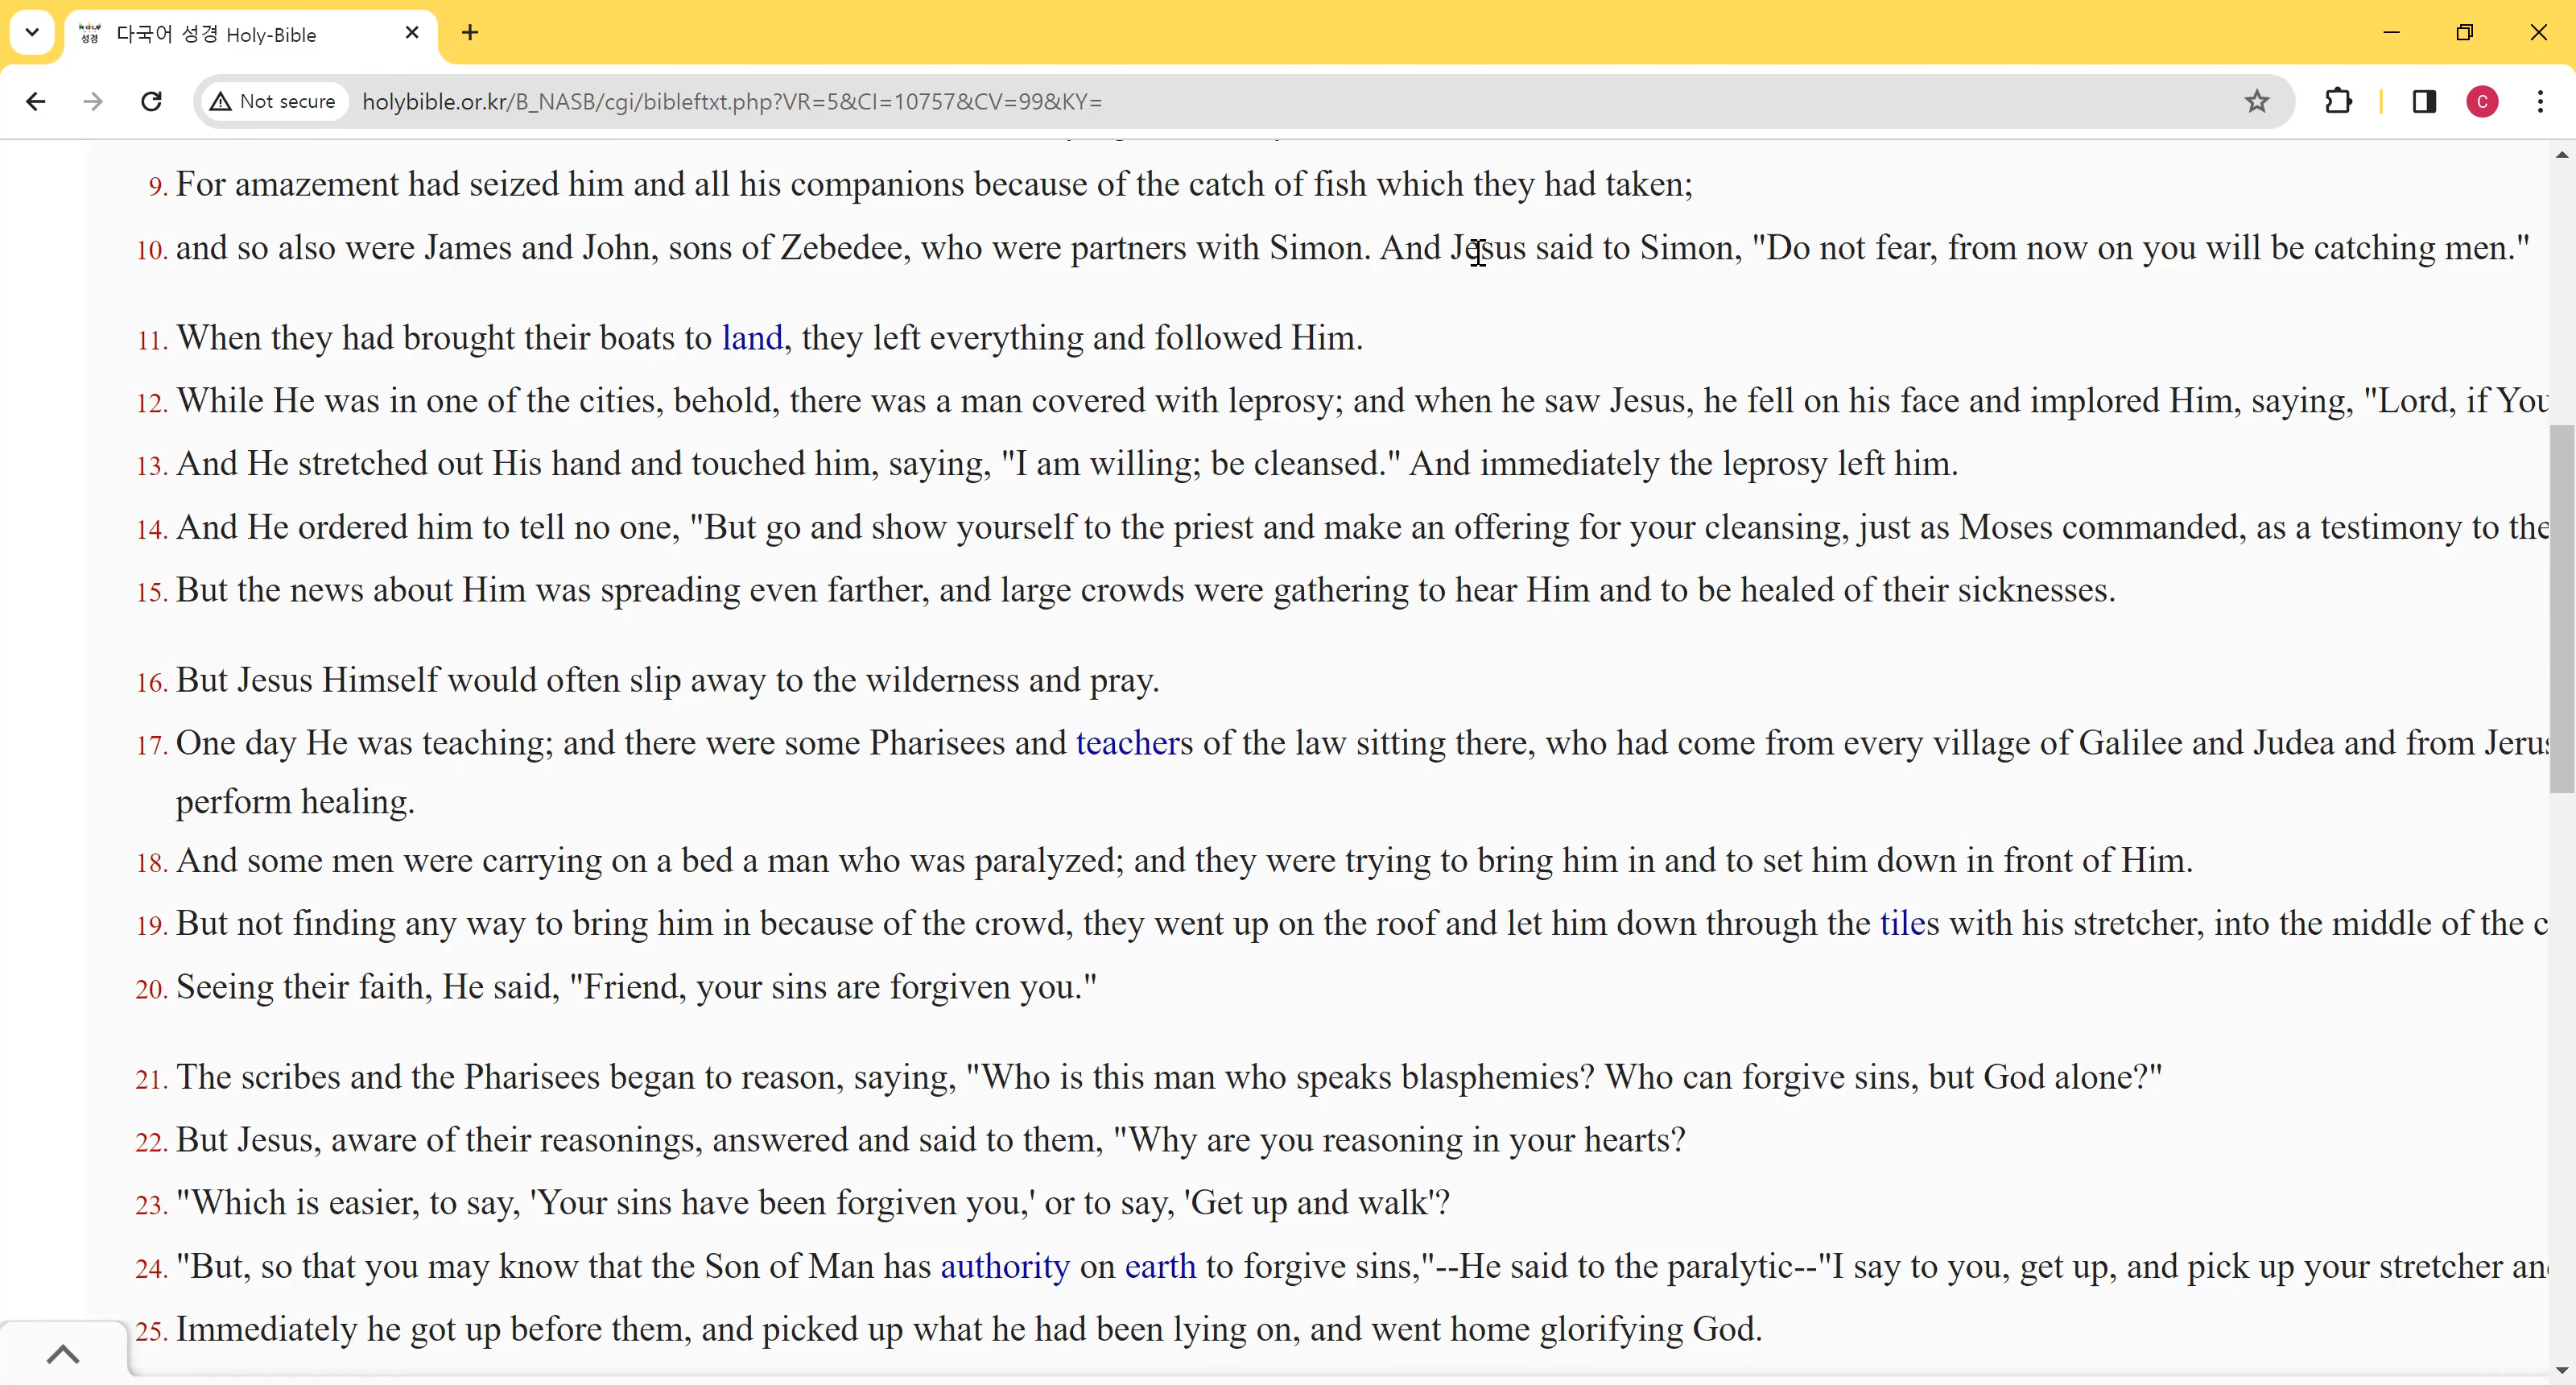 다국어 성경 Holy-Bible
Not secure holybible.or.kr/B_NASB/cgi/bibleftxt.php?VR=5&CI=10757&CV=99&KY= C
9. For amazement had seized him and all his companions because of the catch of fish which they had taken;
10. and so also were James and John, sons of Zebedee, who were partners with Simon. And Jesus said to Simon, "Do not fear, from now on you will be catching men."
11. When they had brought their boats to land, they left everything and followed Him.
12. While He was in one of the cities, behold, there was a man covered with leprosy; and when he saw Jesus, he fell on his face and implored Him, saying, "Lord, if You
13. And He stretched out His hand and touched him, saying, "I am willing; be cleansed." And immediately the leprosy left him.
14. And He ordered him to tell no one, "But go and show yourself to the priest and make an offering for your cleansing, just as Moses commanded, as a testimony to the
15. But the news about Him was spreading even farther, and large crowds were gathering to hear Him and to be healed of their sicknesses.
16. But Jesus Himself would often slip away to the wilderness and pray.
17. One day He was teaching; and there were some Pharisees and teachers of the law sitting there, who had come from every village of Galilee and Judea and from Jerus
perform healing.
18. And some men were carrying on a bed a man who was paralyzed; and they were trying to bring him in and to set him down in front of Him.
19. But not finding any way to bring him in because of the crowd, they went up on the roof and let him down through the tiles with his stretcher, into the middle of the c
20. Seeing their faith, He said, "Friend, your sins are forgiven you."
21. The scribes and the Pharisees began to reason, saying, "Who is this man who speaks blasphemies? Who can forgive sins, but God alone?"
22. But Jesus, aware of their reasonings, answered and said to them, "Why are you reasoning in your hearts?
23. "Which is easier, to say, 'Your sins have been forgiven you,' or to say, 'Get up and walk'?
24. "But, so that you may know that the Son of Man has authority on earth to forgive sins,"--He said to the paralytic--"I say to you, get up, and pick up your stretcher an
25. Immediately he got up before them, and picked up what he had been lying on, and went home glorifying God.